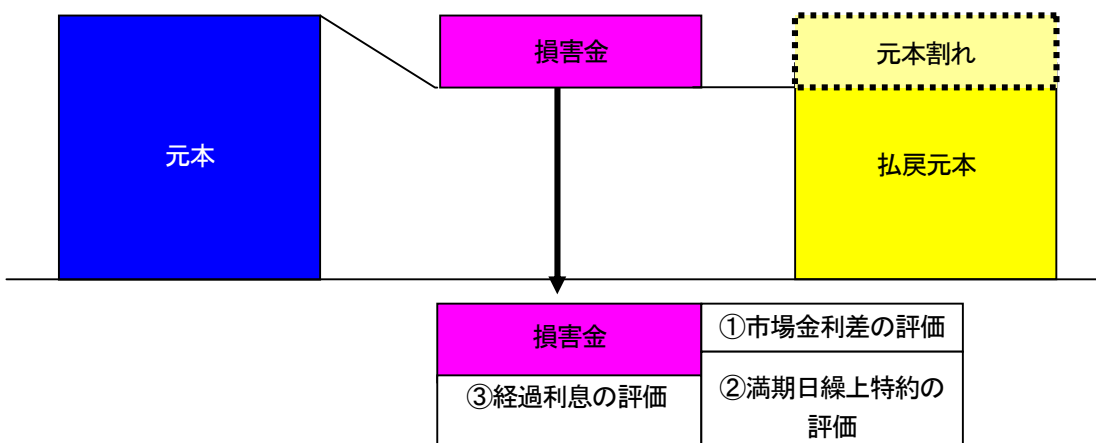 損害金
元本割れ
元本
払戻元本
損害金
①市場金利差の評価
③経過利息の評価
②満期日繰上特約の
評価